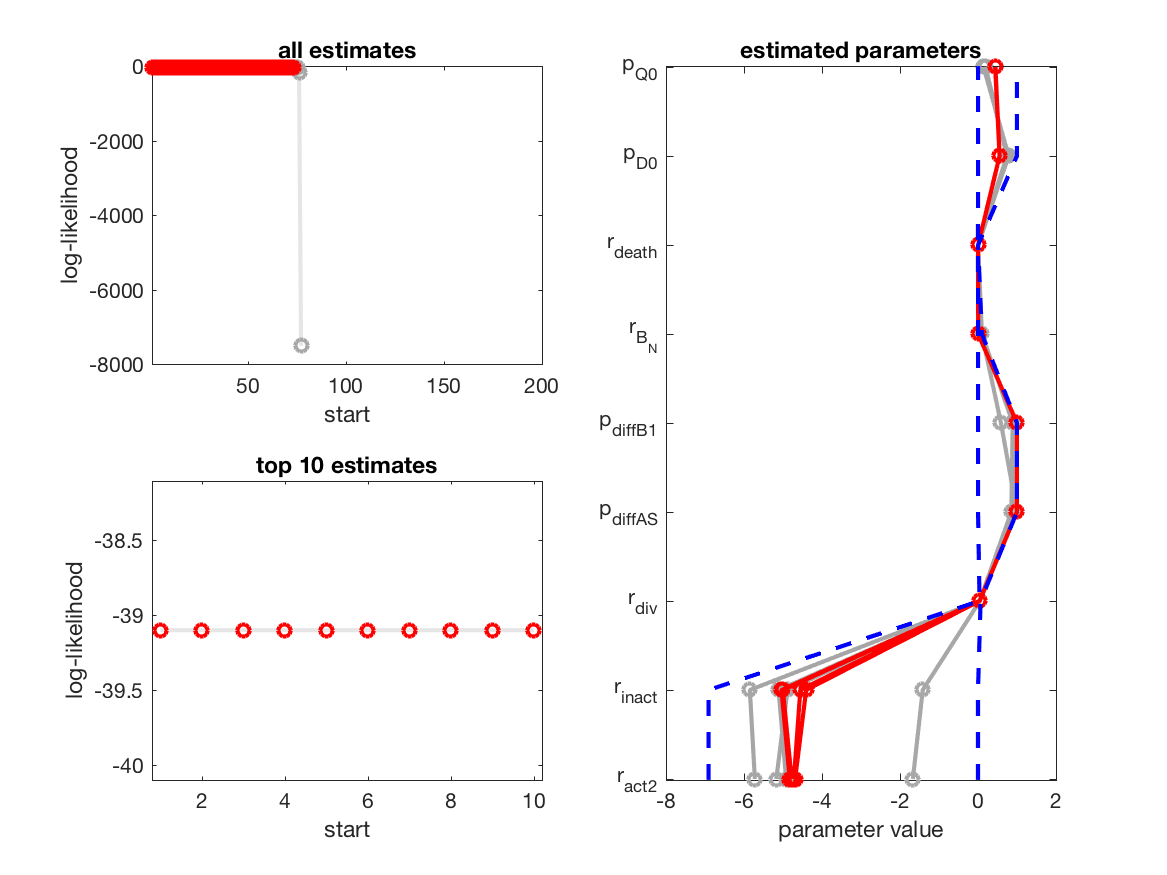 all estimates
0
-2000
-4000
-6000
-8000
log-likelihood
50
100
150
200
start
top 10 estimates
-38.5
-39
-39.5
-40
log-likelihood
2
4
6
8
10
start
estimated parameters
p_Q0
p_D0
r_death
r_B_N
p_diffB1
p_diffAS
r_div
r_inact
r_act2
-8
-6
-4
-2
0
2
parameter value